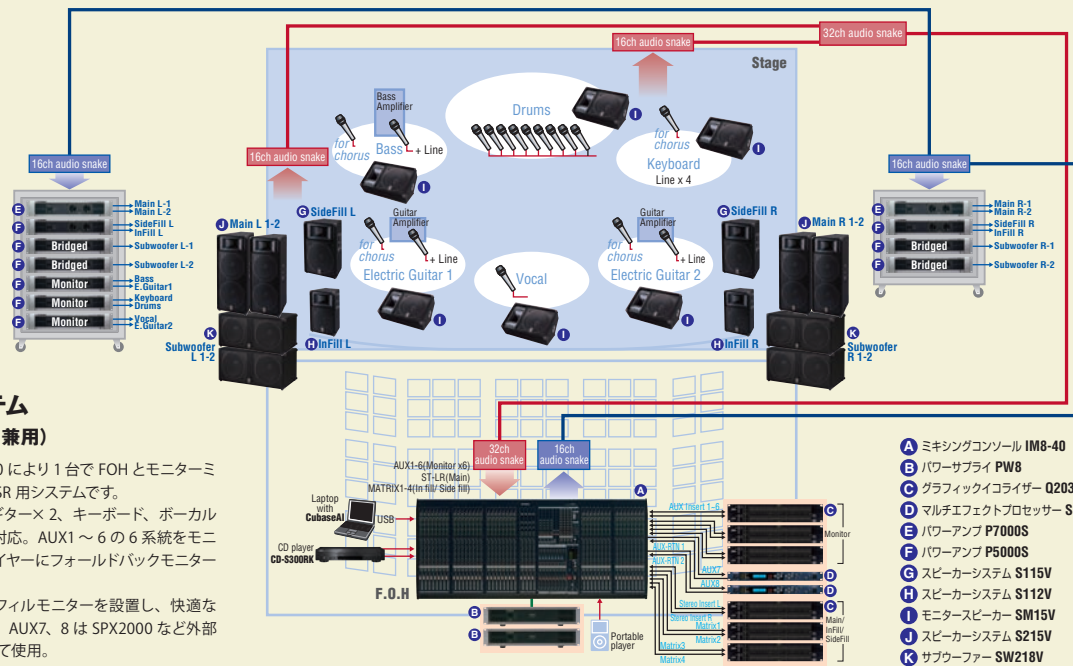 32ch audio snake
16ch audio snake
Stage
Bass
Amplifier
Drums
I
for
chorus
Bass
+ Line
I
for
chorus
Keyboard
Line x 4
I
16ch audio snake
16ch audio snake
16ch audio snake
E
Main L-1
Main L-2
F
SideFill L
InFill L
F
Bridged
Subwoofer L-1
F
Bridged
Subwoofer L-2
F
Monitor
Bass
E.Guitar1
F
Monitor
Keyboard
Drums
F
Monitor
Vocal
E.Guitar2
J Main L 1-2
G SideFill L
Guitar
Amplifier
for
chorus
+ Line
Electric Guitar 1
I
Vocal
I
Guitar
Amplifier
for
chorus
+ Line
Electric Guitar 2
I
G SideFill R
J Main R 1-2
K
Subwoofer
L 1-2
H InFill L
H InFill R
K
Subwoofer
R 1-2
E
Main R-1
Main R-2
F
SideFill R
InFill R
F
Bridged
Subwoofer R-1
F
Bridged
Subwoofer R-2
テム
兼用)
0 により 1 台で FOH とモニターミ
SR 用システムです。
ギター× 2、キーボード、ボーカル
対応。AUX1 ～ 6 の 6 系統をモニ
イヤーにフォールドバックモニター
フィルモニターを設置し、快適な
AUX7、8 は SPX2000 など外部
て使用。
32ch
audio snake
16ch
audio snake
AUX1-6(Monitor x6)
ST-LR(Main)
MATRIX1-4(In fill/ Side fill)
A
Laptop
with
CubaseAI
USB
CD player
CD-S300RK
F.O.H
B
B
Portable
player
AUX Insert 1-6
C
Monitor
AUX-RTN 1
AUX-RTN 2
AUX7
D
AUX8
D
Stereo Insert L
Stereo Insert R
C
Matrix1
Matrix2
Matrix3
Matrix4
Main/
InFill/
SideFill
A ミキシングコンソール IM8-40
B パワーサプライ PW8
C グラフィックイコライザー Q203
D マルチエフェクトプロセッサー S
E パワーアンプ P7000S
F パワーアンプ P5000S
G スピーカーシステム S115V
H スピーカーシステム S112V
I モニタースピーカー SM15V
J スピーカーシステム S215V
K サブウーファー SW218V